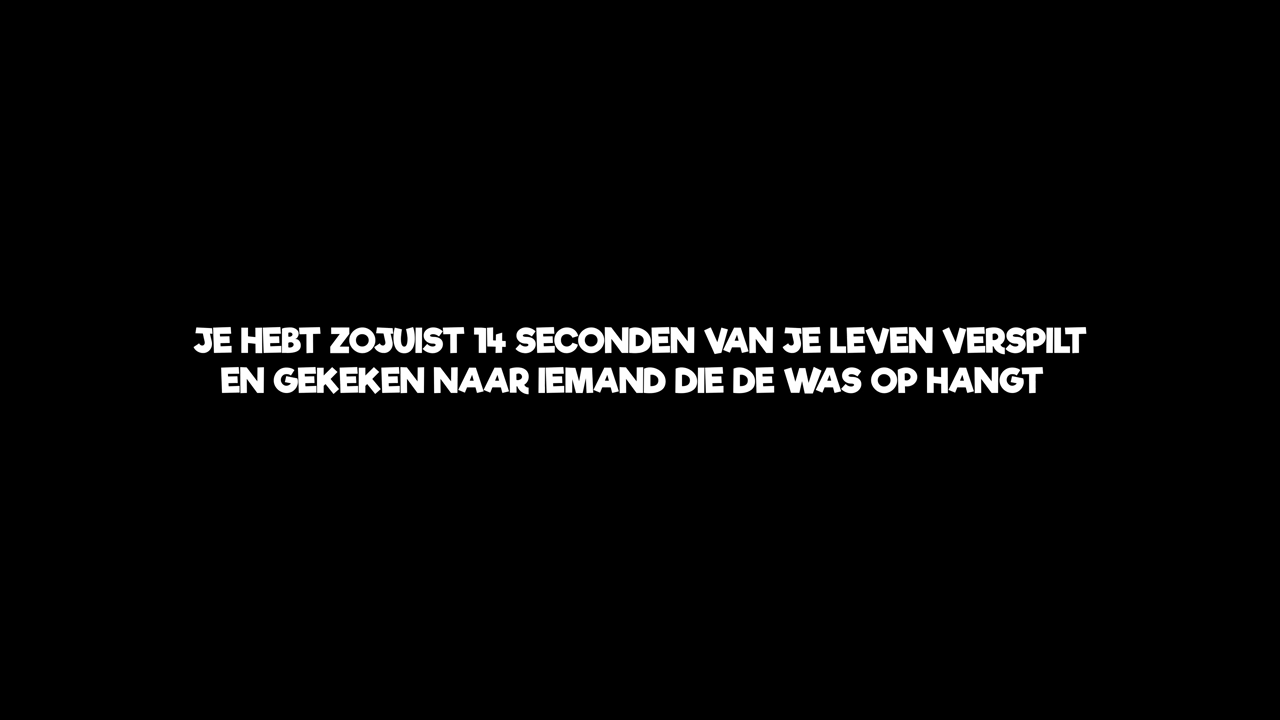 JE HEBT ZOJUIST 14 SECONDEN VAN JE LEVEN VERSPILT
EN GEKEKEN NAAR IEMAND DIE DE WAS OP HANGT